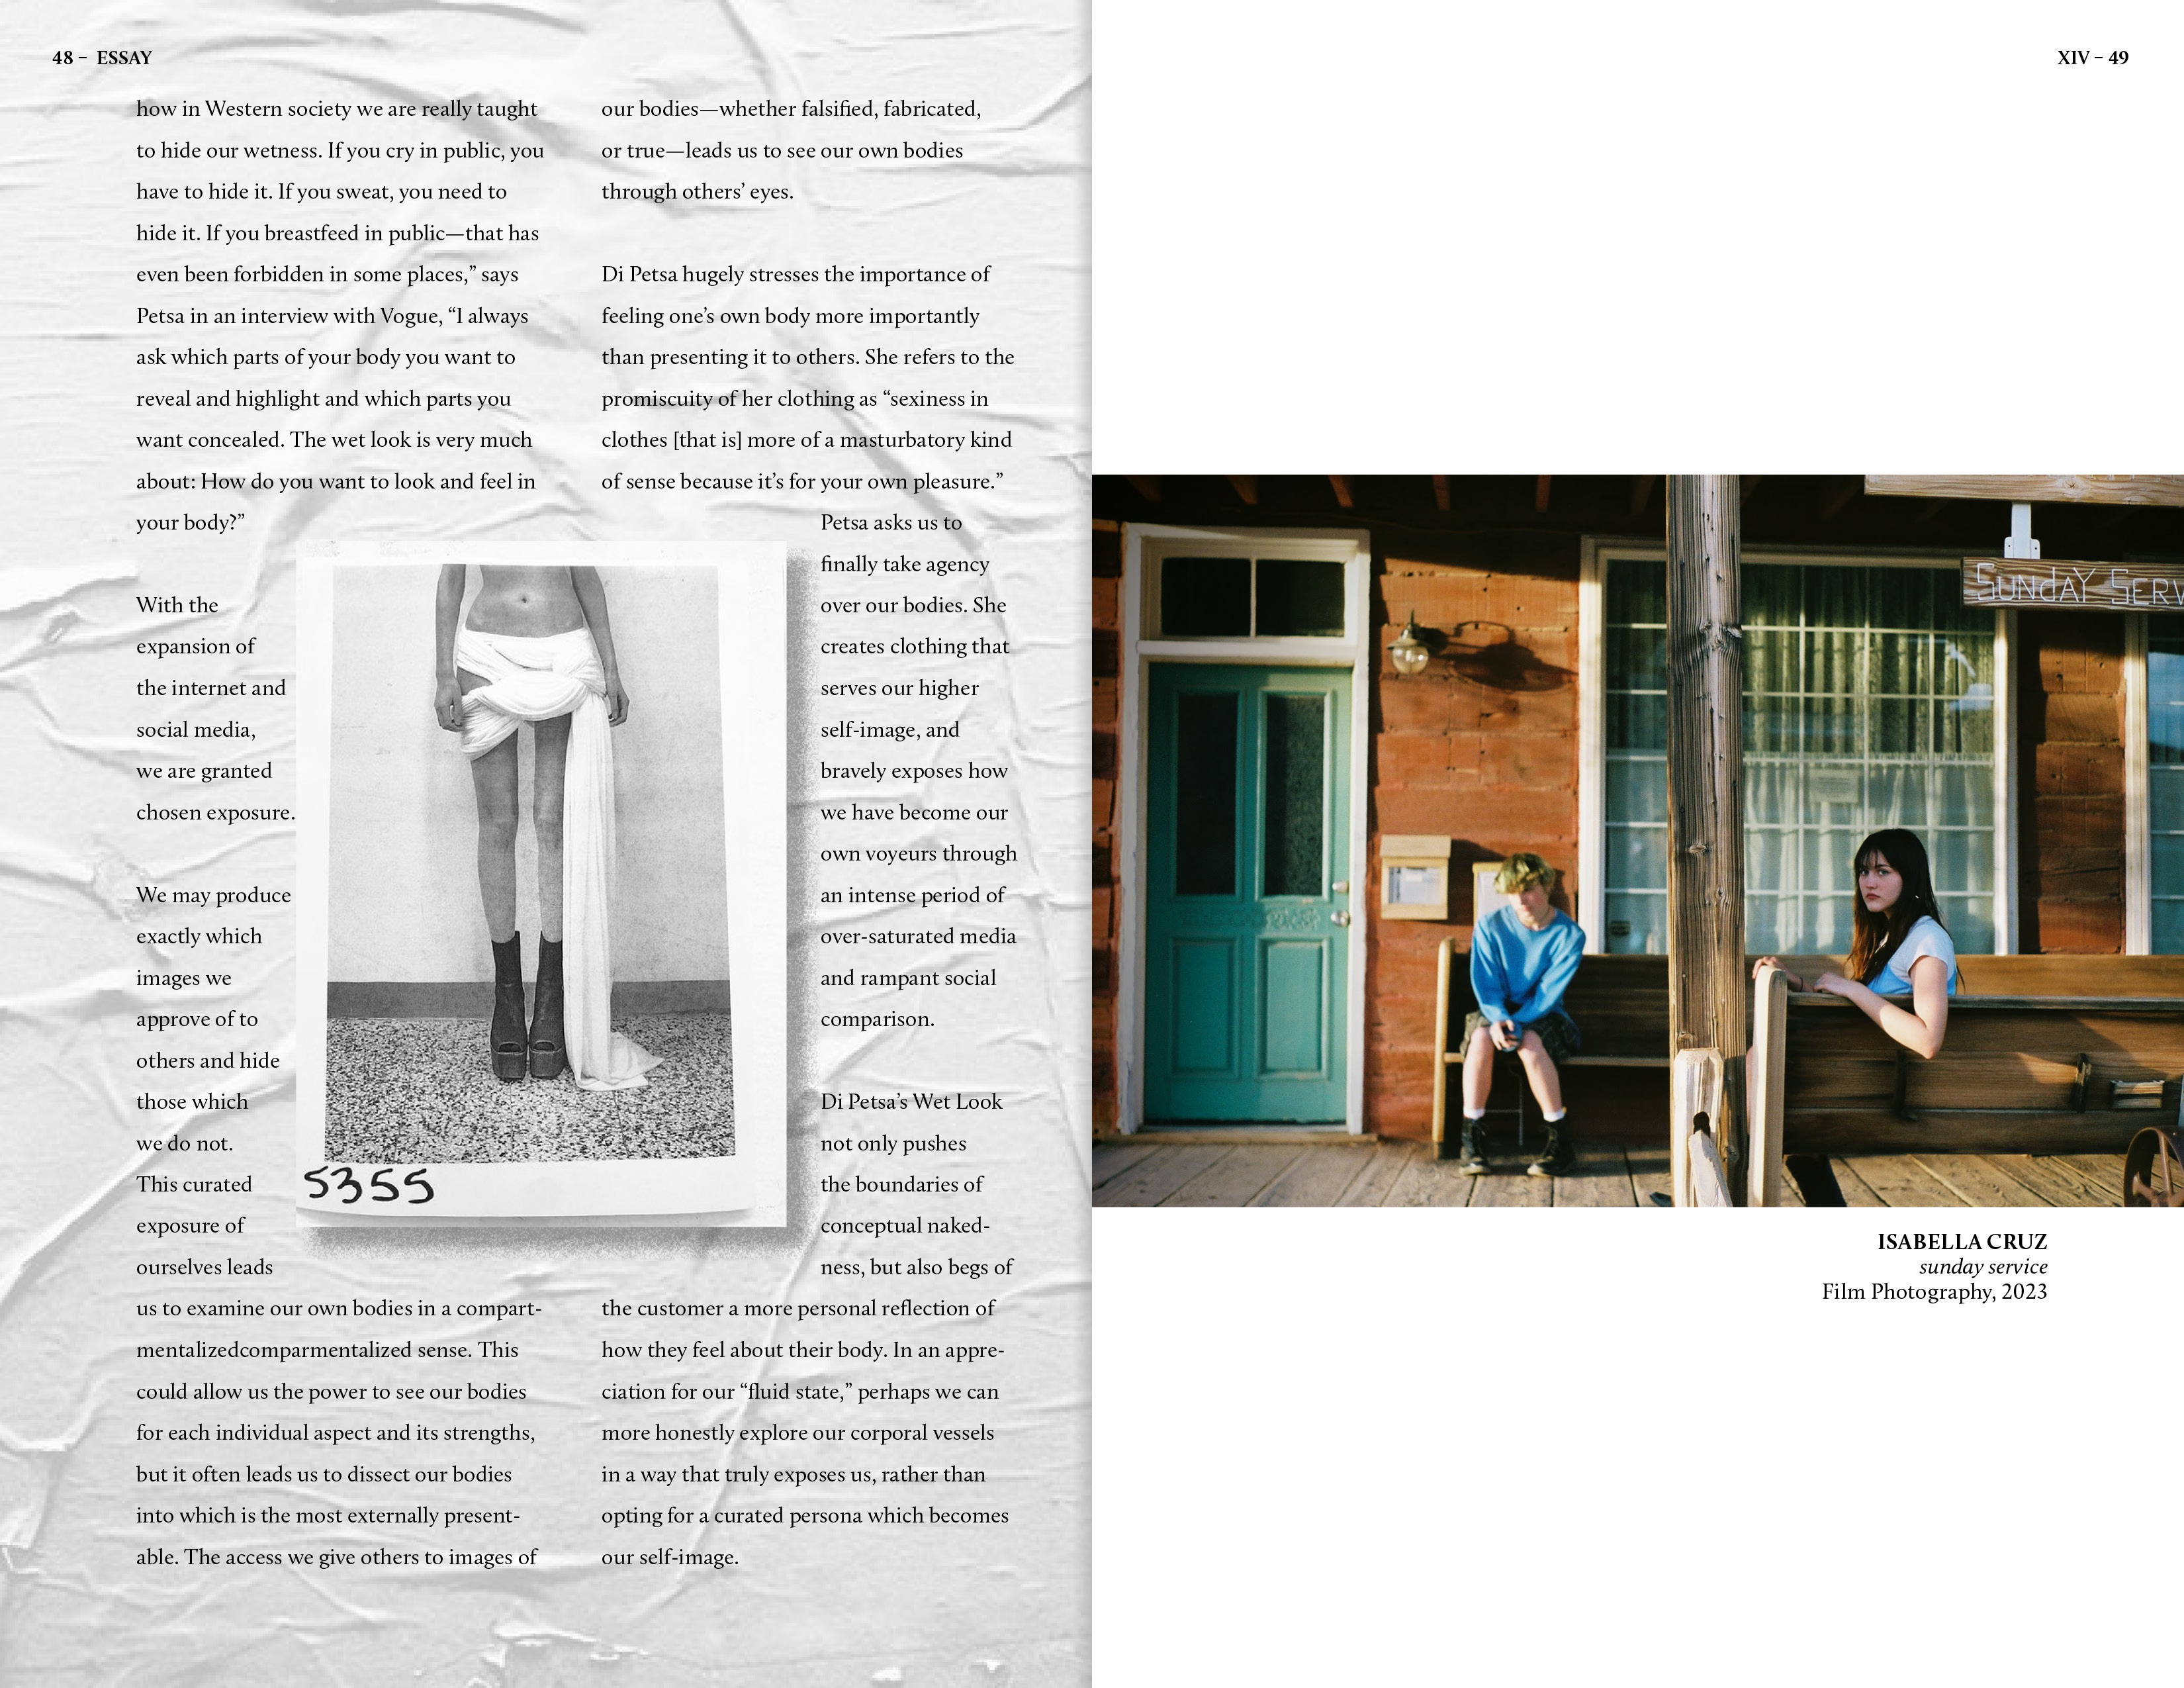 48 – ESSAY
how in Western society we are really taught
to hide our wetness. If you cry in public, you
have to hide it. If you sweat, you need to
hide it. If you breastfeed in public—that has
even been forbidden in some places,” says
Petsa in an interview with Vogue, “I always
ask which parts of your body you want to
reveal and highlight and which parts you
want concealed. The wet look is very much
about: How do you want to look and feel in
your body?”
With the
expansion of
the internet and
social media,
we are granted
chosen exposure.
We may produce
exactly which
images we
approve of to
others and hide
those which
we do not.
This curated
exposure of
ourselves leads
us to examine our own bodies in a compart-
mentalizedcomparmentalized sense. This
could allow us the power to see our bodies
for each individual aspect and its strengths,
but it often leads us to dissect our bodies
into which is the most externally present-
able. The access we give others to images of
5355
our bodies—whether falsified, fabricated,
or true—leads us to see our own bodies
through others’ eyes.
Di Petsa hugely stresses the importance of
feeling one’s own body more importantly
than presenting it to others. She refers to the
promiscuity of her clothing as “sexiness in
clothes [that is] more of a masturbatory kind
of sense because it’s for your own pleasure.”
Petsa asks us to
finally take agency
over our bodies. She
creates clothing that
serves our higher
self-image, and
bravely exposes how
we have become our
own voyeurs through
an intense period of
over-saturated media
and rampant social
comparison.
Di Petsa’s Wet Look
not only pushes
the boundaries of
conceptual naked-
ness, but also begs of
the customer a more personal reflection of
how they feel about their body. In an appre-
ciation for our “fluid state,” perhaps we can
more honestly explore our corporal vessels
in a way that truly exposes us, rather than
opting for a curated persona which becomes
our self-image.
XIV – 49
SUNdAY SERV
ISABELLA CRUZ
sunday service
Film Photography, 2023